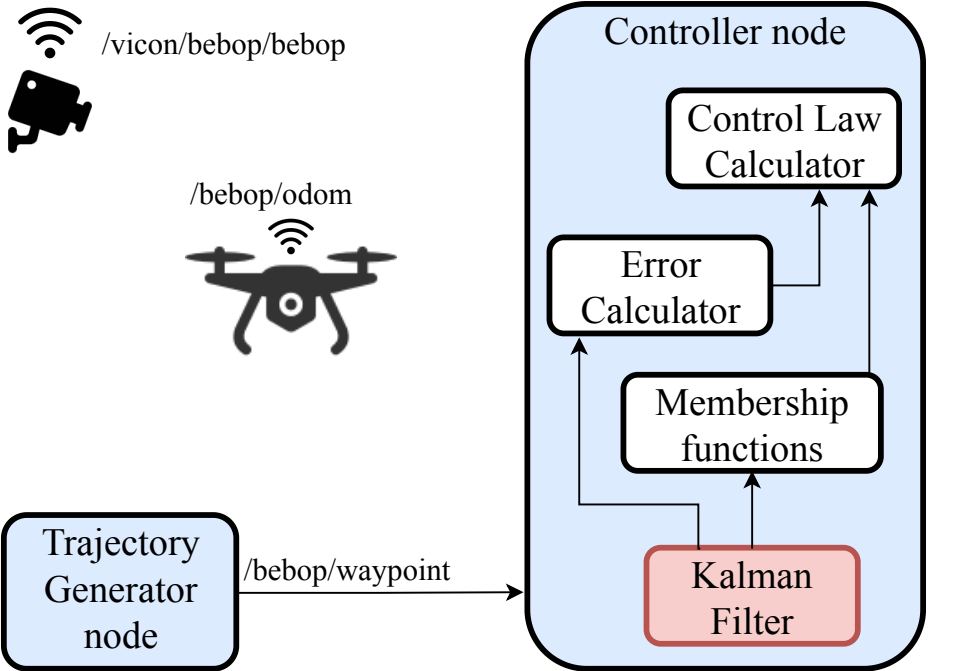 /vicon/bebop/bebop
Controller node
Control Law
Calculator
/bebop/odom
Error
Calculator
Membership
functions
Trajectory
Generator
node
/bebop/waypoint
Kalman
Filter